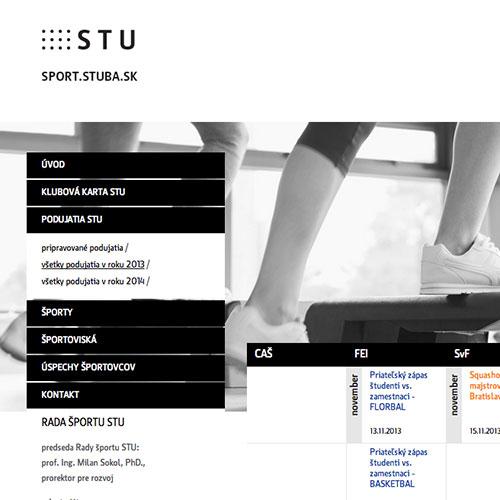 STU
SPORT.STUBA.SK
ÚVOD
KLUBOVÁ KARTA STU
PODUJATIA STU
pripravované podujatia /
všetky podujatia v roku 2013 /
všetky podujatia v roku 2014 /
ŠPORTY
ŠPORTOVISKÁ
ÚSPECHY ŠPORTOVCOV
KONTAKT
RADA ŠPORTU STU
predseda Rady športu STU:
prof. Ing. Milan Sokol, PhD.,
prorektor pre rozvoj
CAŠ FEI SvF
november
Priateľský zápas
študenti vs.
zamestnaci -
FLORBAL
13.11.2013
november
Squasho
majstrov
Bratislav
15.11.2013
Priateľský zápas
študenti vs.
zamestnaci -
BASKETBAL